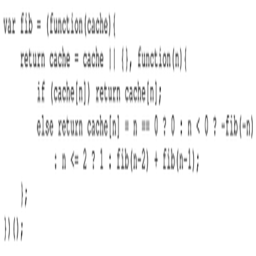 var fib = (function(cache){
    return cache = cache || {}, function(n){
        if (cache[n]) return cache[n];
        else return cache[n] = n == 0 ? 0 : n < 0 ? -fib(-n)
            : n <= 2 ? 1 : fib(n-2) + fib(n-1);
    };
})();